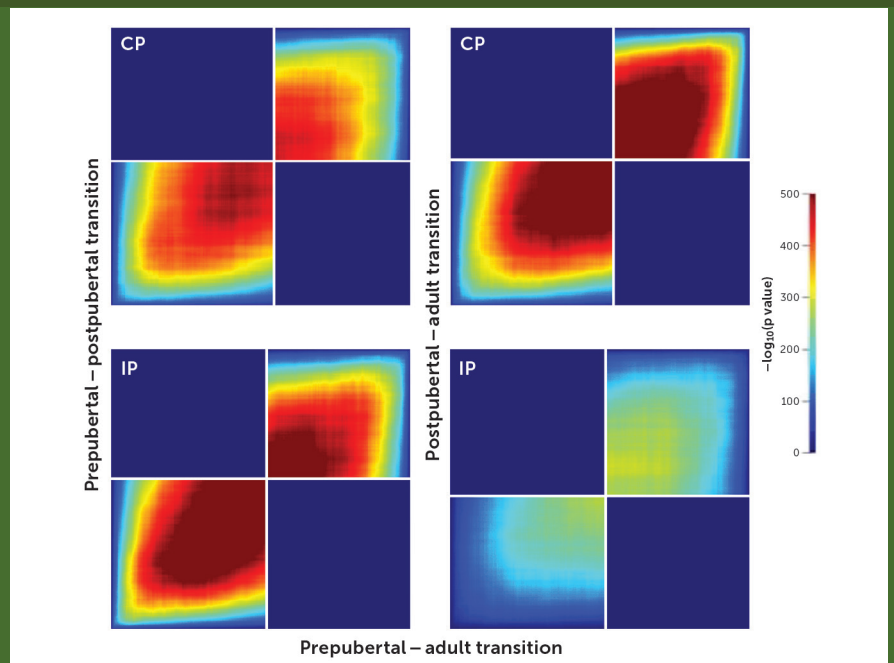 CP
CP
Prepubertal – postpubertal transition
Postpubertal – adult transition
500
400
300
200
100
0
–log10(p value)
IP
IP
Prepubertal – adult transition